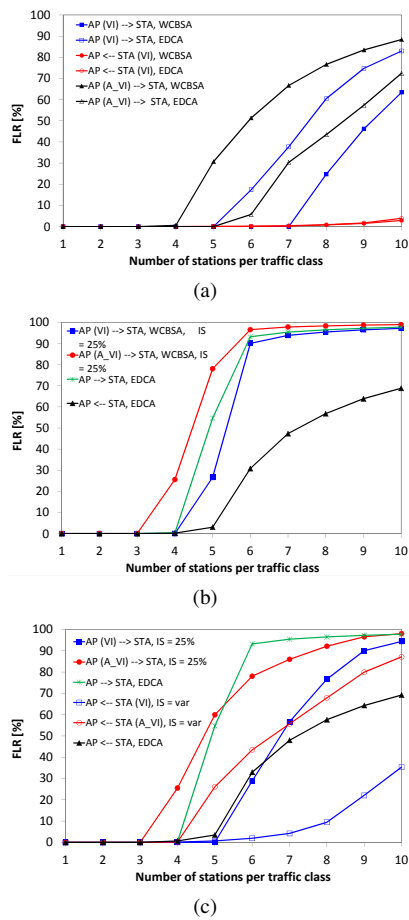 AP (VI) --> STA, WCBSA
AP (VI) --> STA, EDCA
AP <-- STA (VI), WCBSA
AP <-- STA (VI), EDCA
AP (A_VI) --> STA, WCBSA
AP (A_VI) --> STA, EDCA
FLR [%]
100
90
80
70
60
50
40
30
20
10
0
1 2 3 4 5 6 7 8 9 10
Number of stations per traffic class
(a)
AP (VI) --> STA, WCBSA, IS
= 25%
AP (A_VI) --> STA, WCBSA, IS
= 25%
AP --> STA, EDCA
AP <-- STA, EDCA
FLR [%]
100
90
80
70
60
50
40
30
20
10
0
1 2 3 4 5 6 7 8 9 10
Number of stations per traffic class
(b)
AP (VI) --> STA, IS = 25%
AP (A_VI) --> STA, IS = 25%
AP --> STA, EDCA
AP <-- STA (VI), IS = var
AP <-- STA (A_VI), IS = var
AP <-- STA, EDCA
FLR [%]
100
90
80
70
60
50
40
30
20
10
0
1 2 3 4 5 6 7 8 9 10
Number of stations per traffic class
(c)